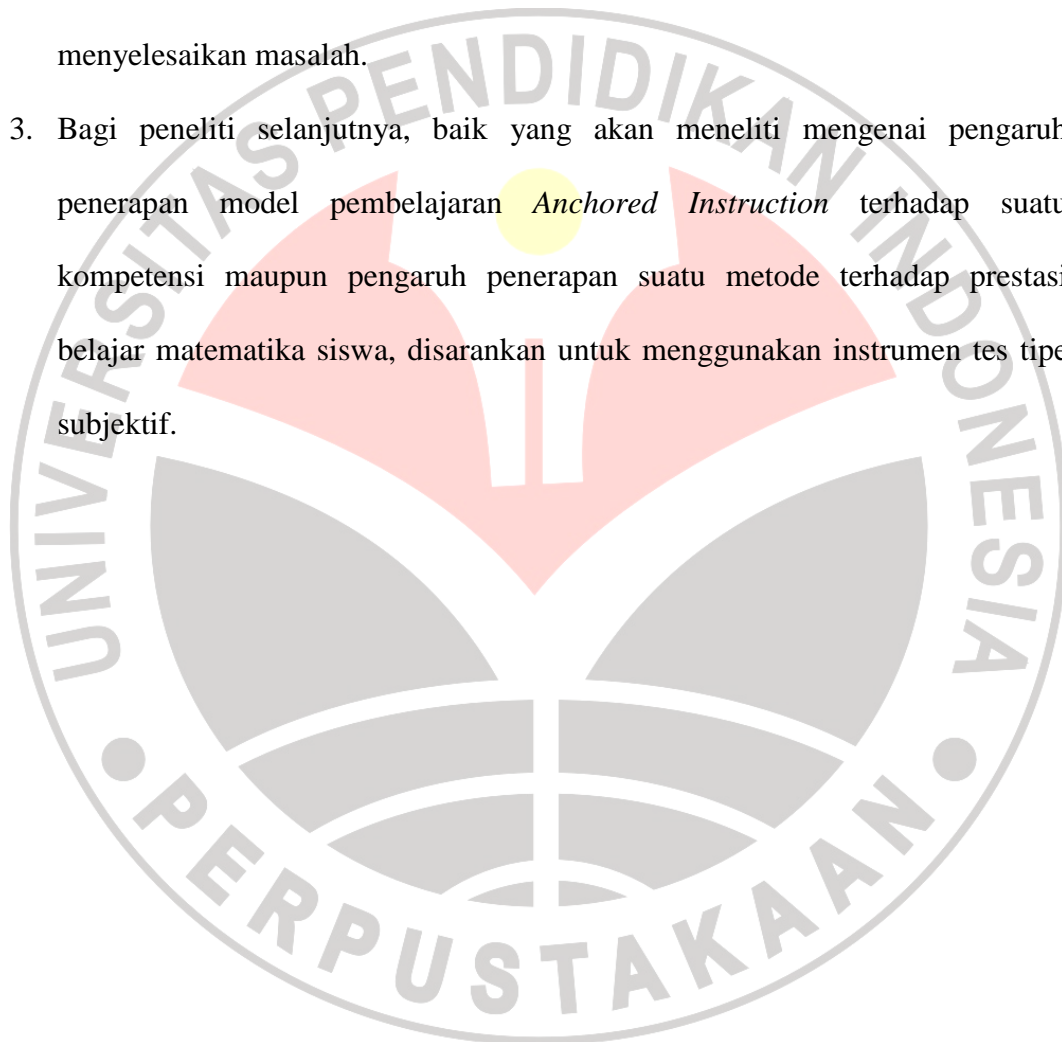 menyelesaikan masalah.
3. Bagi peneliti selanjutnya, baik yang akan meneliti mengenai pengaruh
penerapan model pembelajaran Anchored Instruction terhadap suatu
kompetensi maupun pengaruh penerapan suatu metode terhadap prestasi
belajar matematika siswa, disarankan untuk menggunakan instrumen tes tipe
subjektif.
UNIVERSITAS PENDIDIKAN INDONESIA
PERPUSTAKAAN